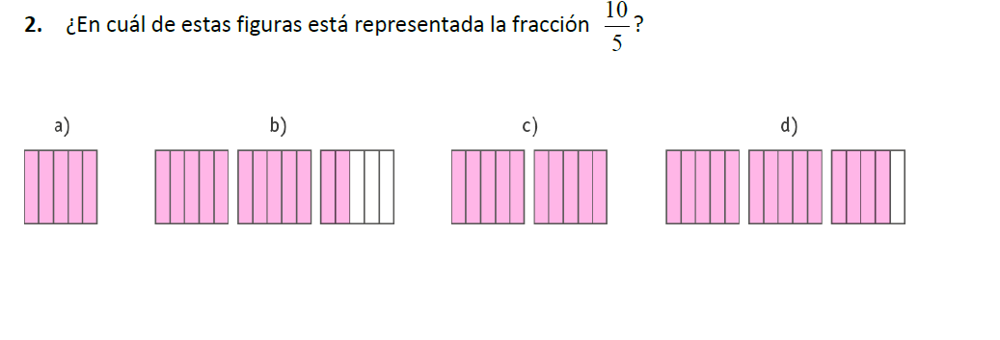 2. ¿En cuál de estas figuras está representada la fracción 10/5?
a) b) c) d)